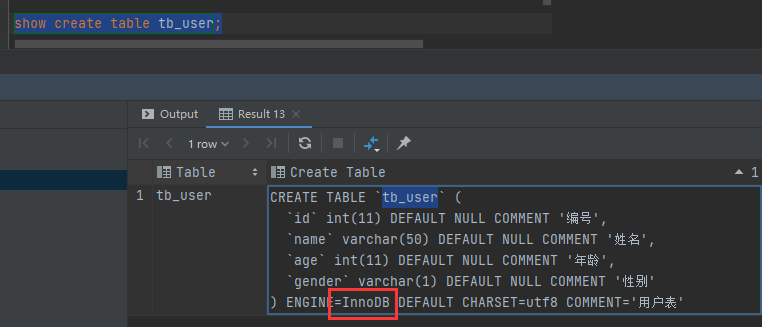 show create table tb_user;
Output
Result 13
1 row
Table
Create Table
1
1
tb_user
CREATE TABLE `tb_user` (
`id` int(11) DEFAULT NULL COMMENT '编号',
`name` varchar(50) DEFAULT NULL COMMENT '姓名',
`age` int(11) DEFAULT NULL COMMENT '年龄',
`gender` varchar(1) DEFAULT NULL COMMENT '性别'
) ENGINE=InnoDB DEFAULT CHARSET=utf8 COMMENT='用户表'